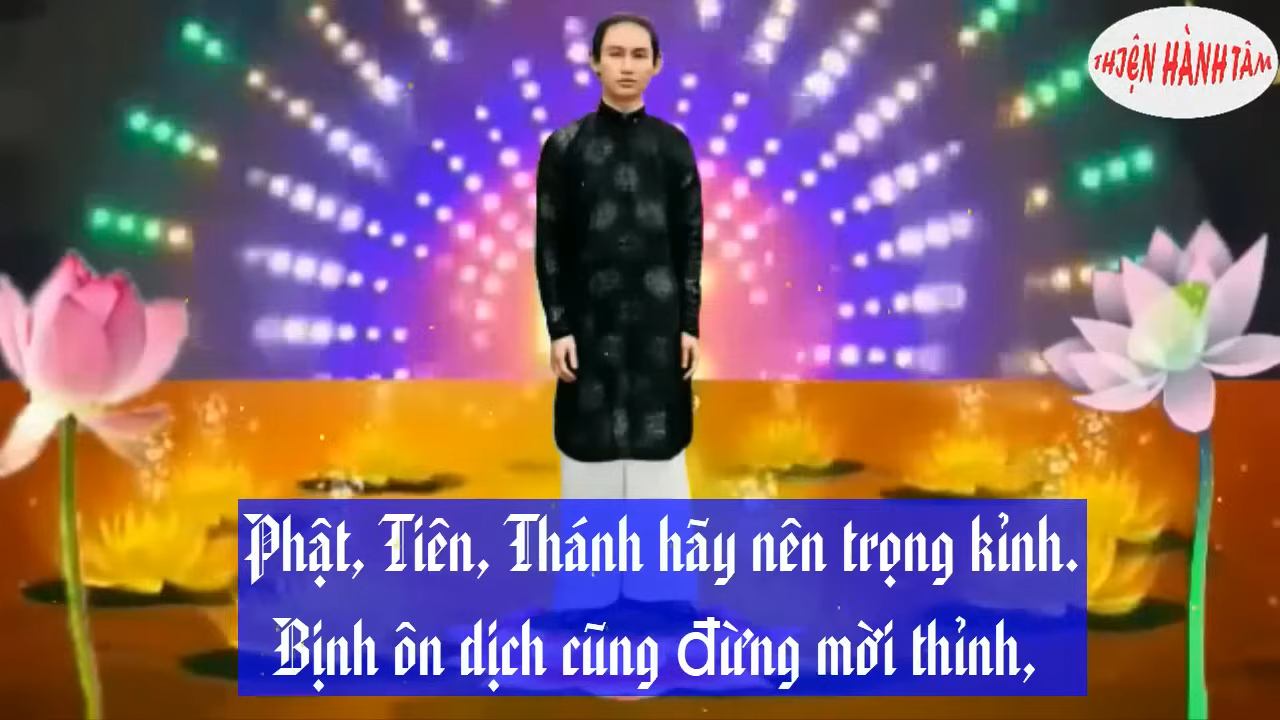 THIỆN HÀNH TÂM
Phật, Tiên, Thánh hãy nên trọng kỉnh.
Bịnh ôn dịch cũng đừng mời thỉnh,